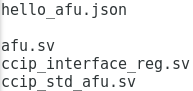 hello_afu.json
afu.sv
ccip_interface_reg.sv
ccip_std_afu.sv